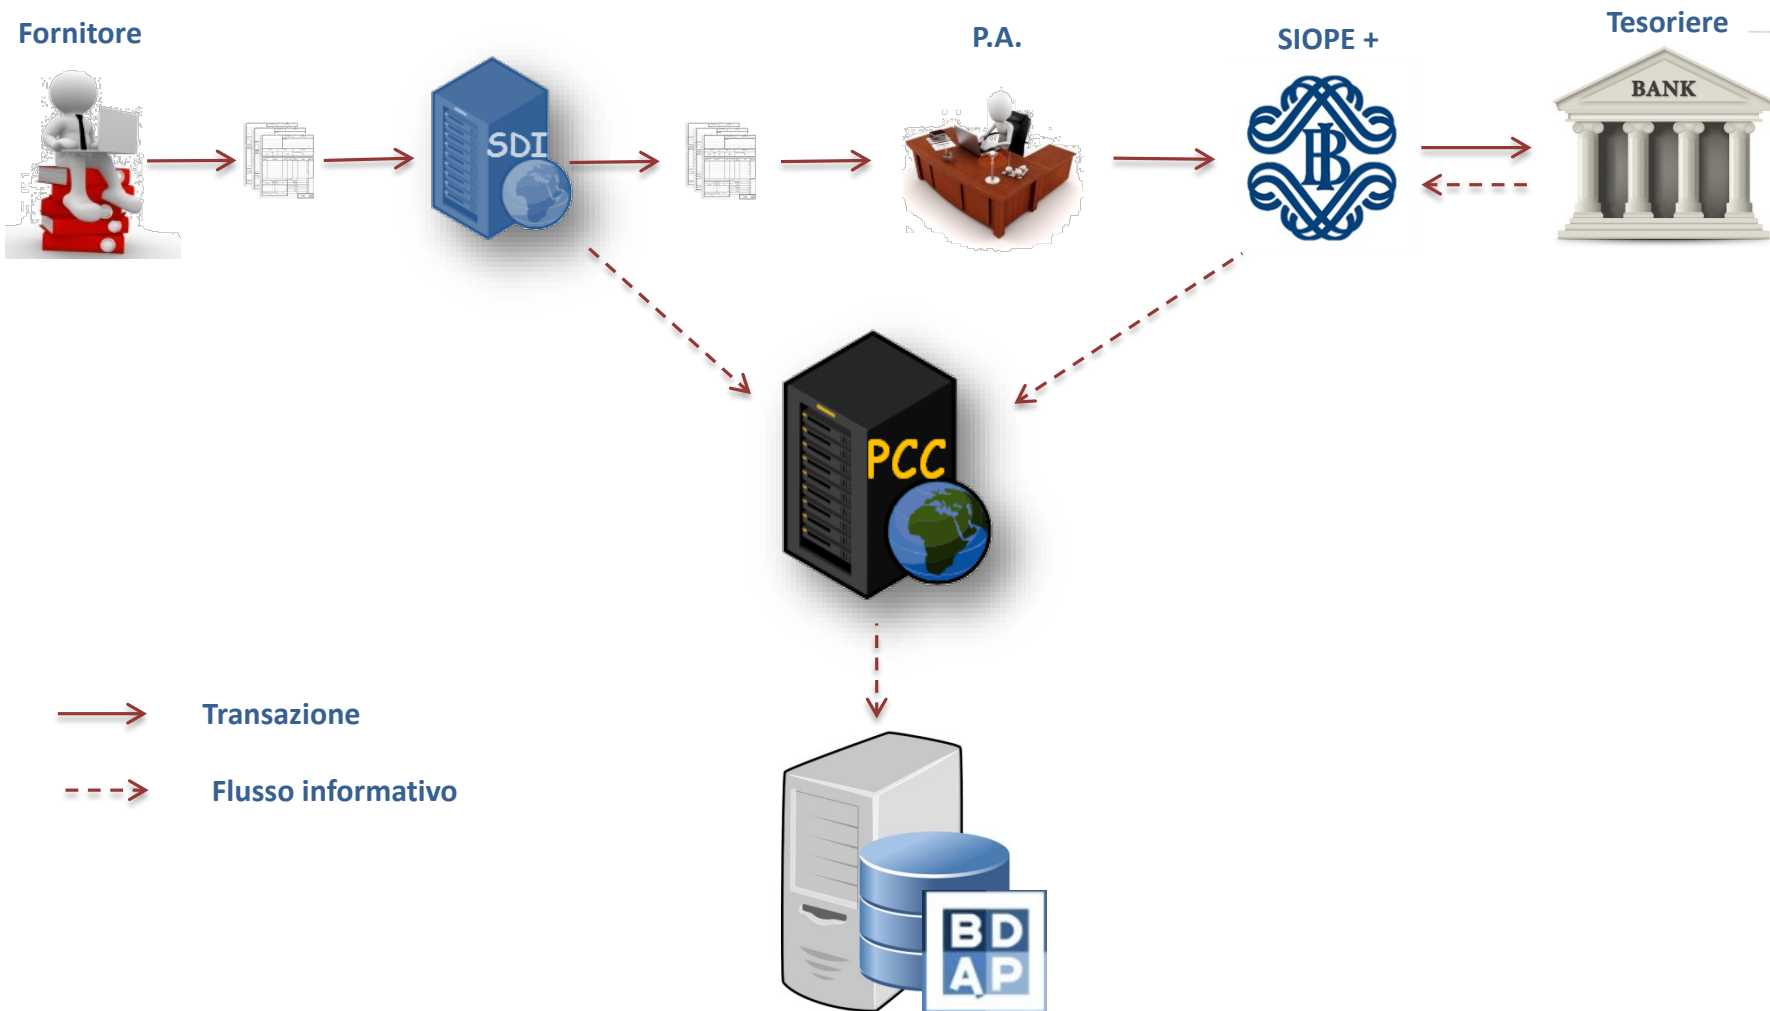 Fornitore
P.A.
SIOPE +
Tesoriere
BANK
SDI
PCC
Transazione
Flusso informativo
BD
AP